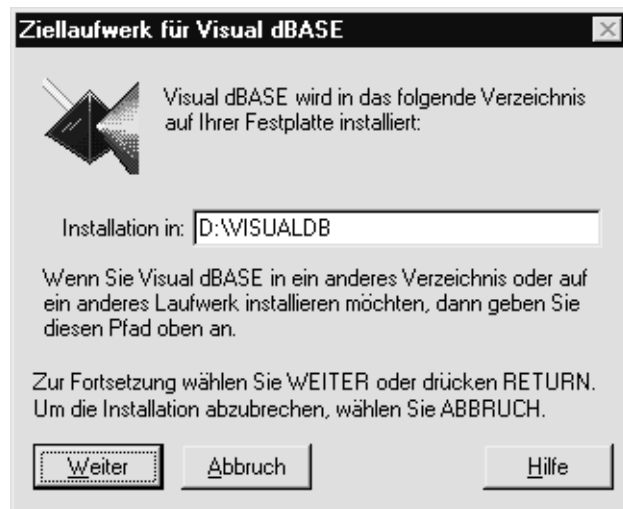 Ziellaufwerk für Visual dBASE
Visual dBASE wird in das folgende Verzeichnis
auf Ihrer Festplatte installiert:
Installation in: D:\VISUALDB
Wenn Sie Visual dBASE in ein anderes Verzeichnis oder auf
ein anderes Laufwerk installieren möchten, dann geben Sie
diesen Pfad oben an.
Zur Fortsetzung wählen Sie WEITER oder drücken RETURN.
Um die Installation abzubrechen, wählen Sie ABBRUCH.
Weiter Abbruch Hilfe